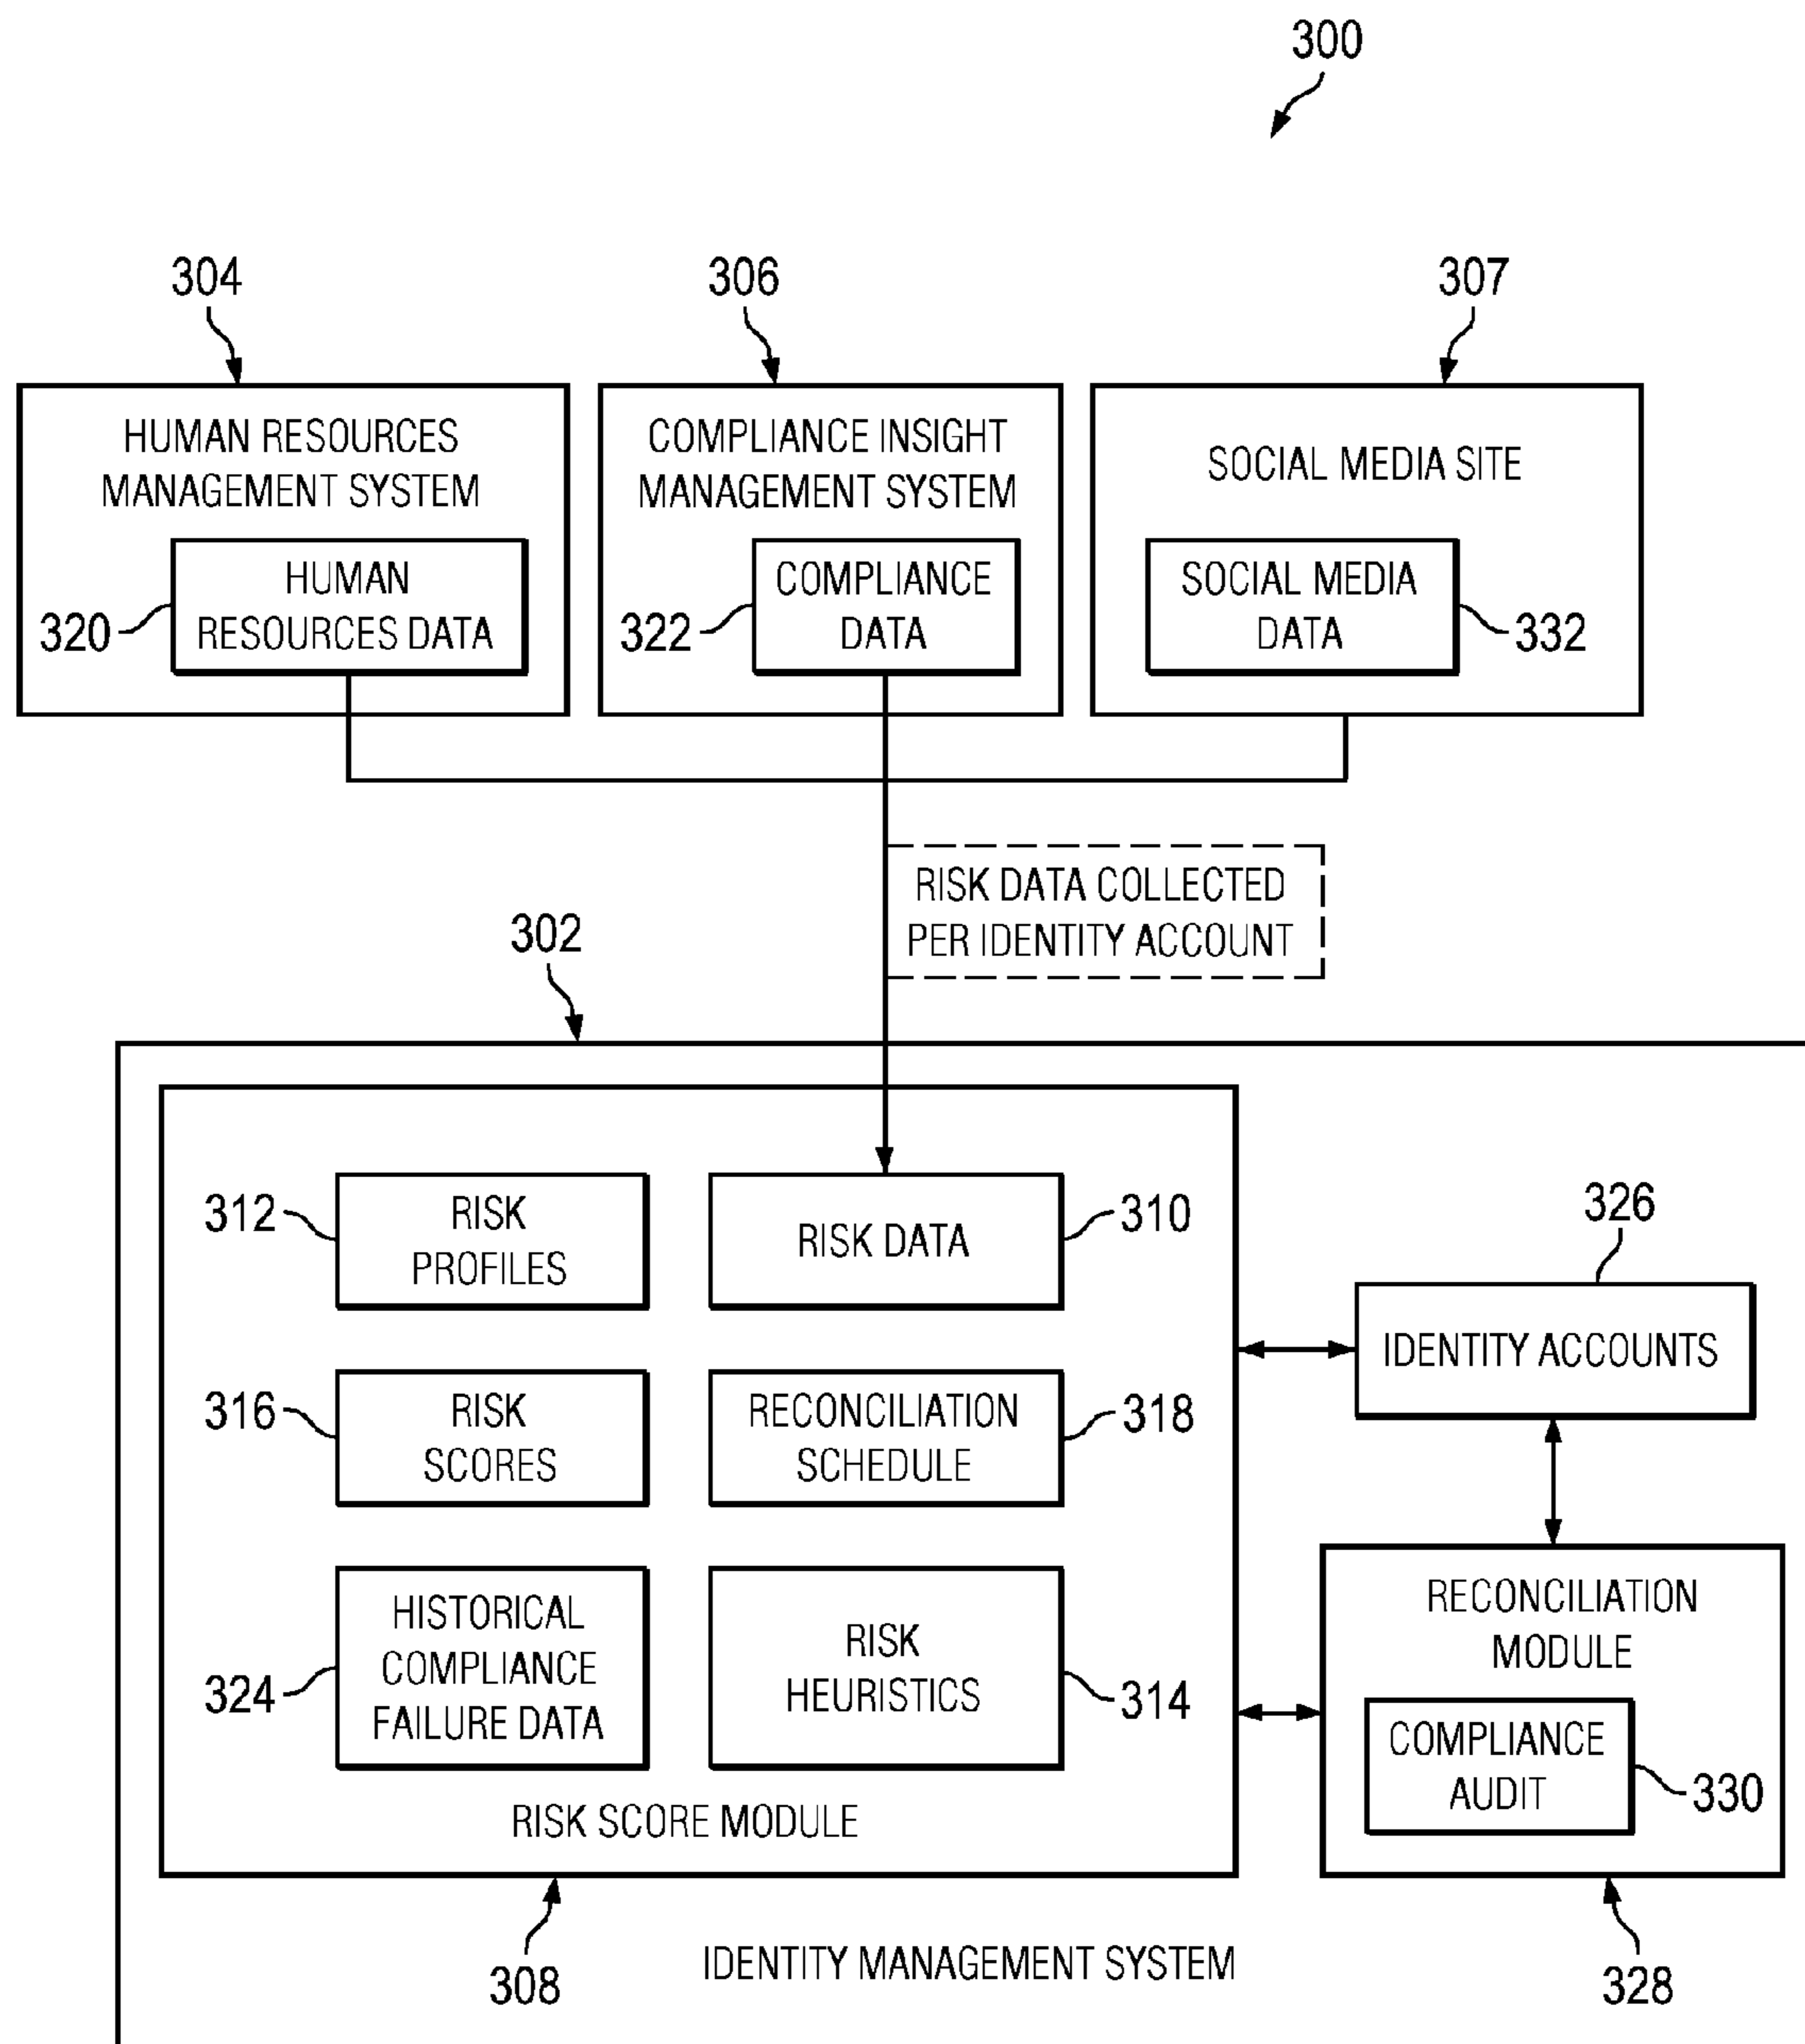 300
304
306
307
HUMAN RESOURCES
MANAGEMENT SYSTEM
COMPLIANCE INSIGHT
MANAGEMENT SYSTEM
SOCIAL MEDIA SITE
320
HUMAN
RESOURCES DATA
322
COMPLIANCE
DATA
SOCIAL MEDIA
DATA
332
RISK DATA COLLECTED
PER IDENTITY ACCOUNT
302
312
RISK
PROFILES
RISK DATA
310
326
IDENTITY ACCOUNTS
316
RISK
SCORES
RECONCILIATION
SCHEDULE
318
324
HISTORICAL
COMPLIANCE
FAILURE DATA
RISK
HEURISTICS
314
RECONCILIATION
MODULE
COMPLIANCE
AUDIT
330
RISK SCORE MODULE
308
IDENTITY MANAGEMENT SYSTEM
328